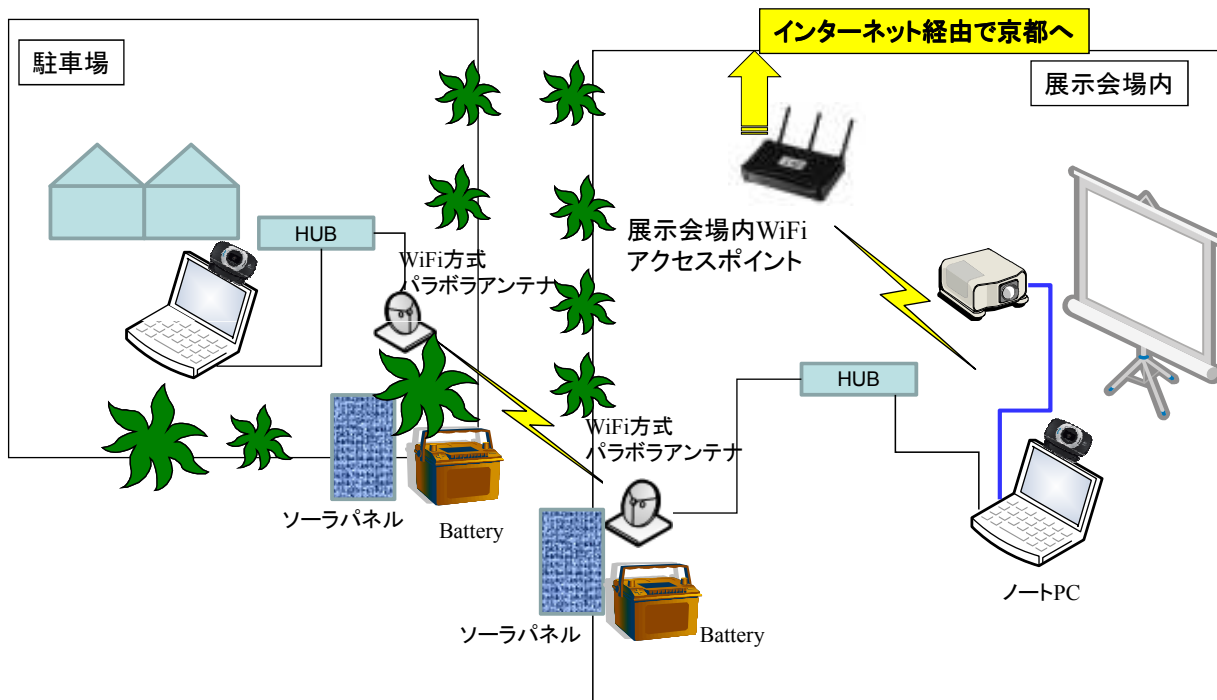 インターネット経由で京都へ
駐車場
展示会場内
HUB
WiFi方式
パラボラアンテナ
展示会場内WiFi
アクセスポイント
HUB
WiFi方式
パラボラアンテナ
ソーラパネル
Battery
ノートPC
ソーラパネル
Battery